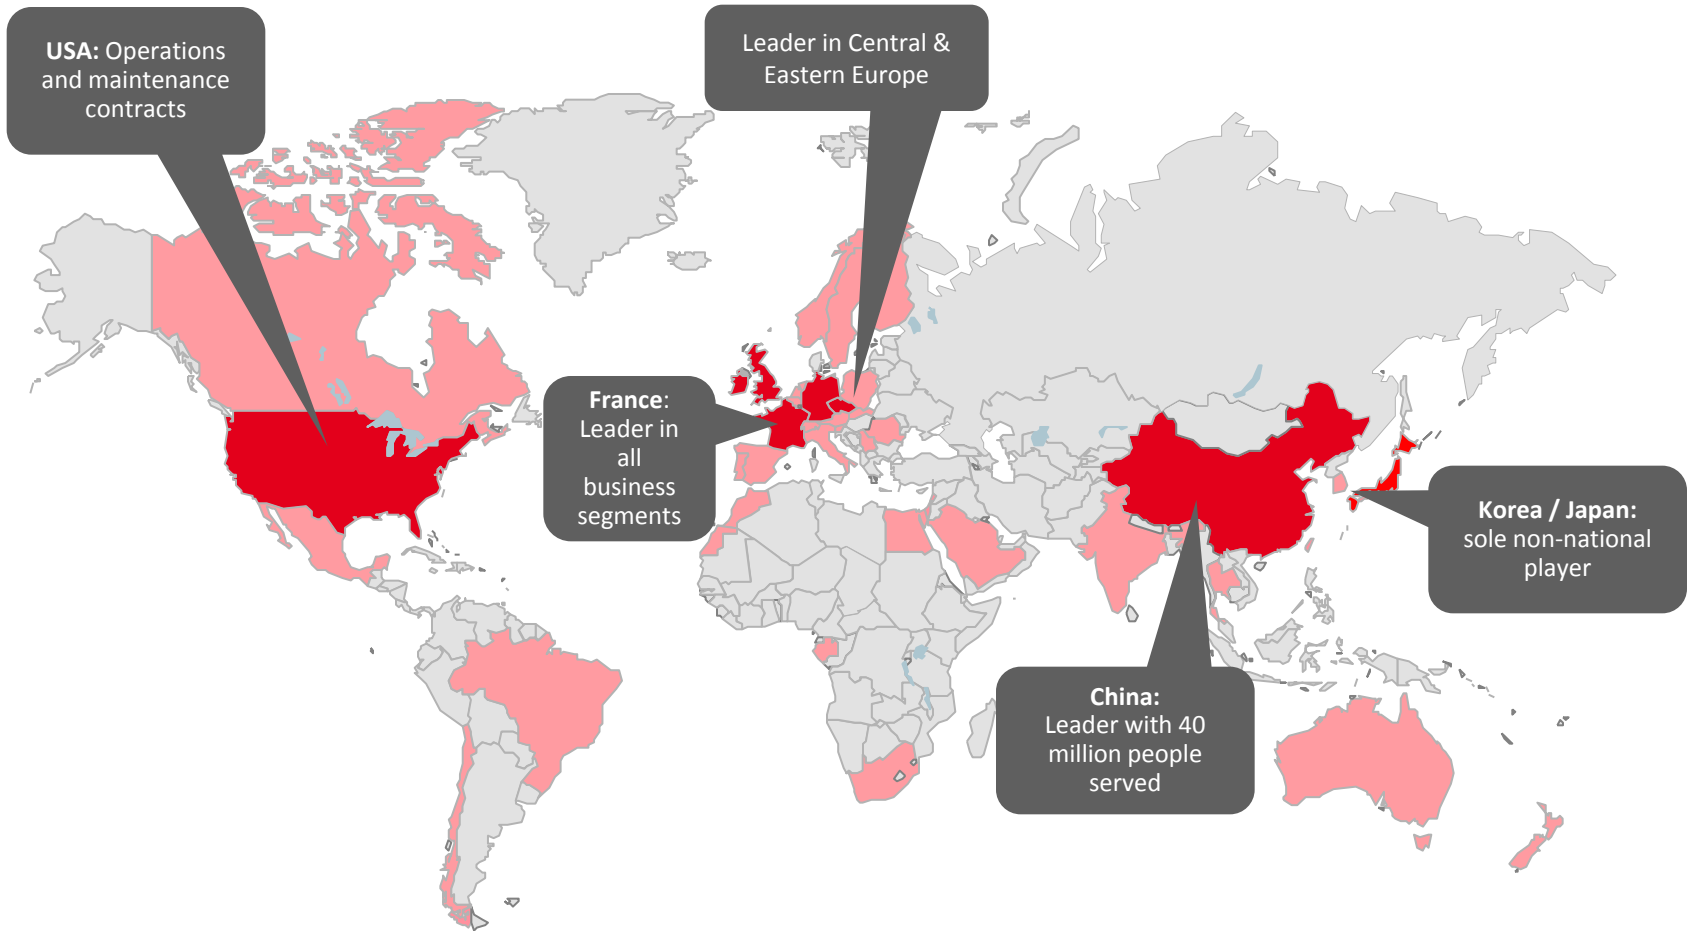 USA: Operations
and maintenance
contracts
Leader in Central &
Eastern Europe
France:
Leader in
all
business
segments
Korea / Japan:
sole non-national
player
China:
Leader with 40
million people
served